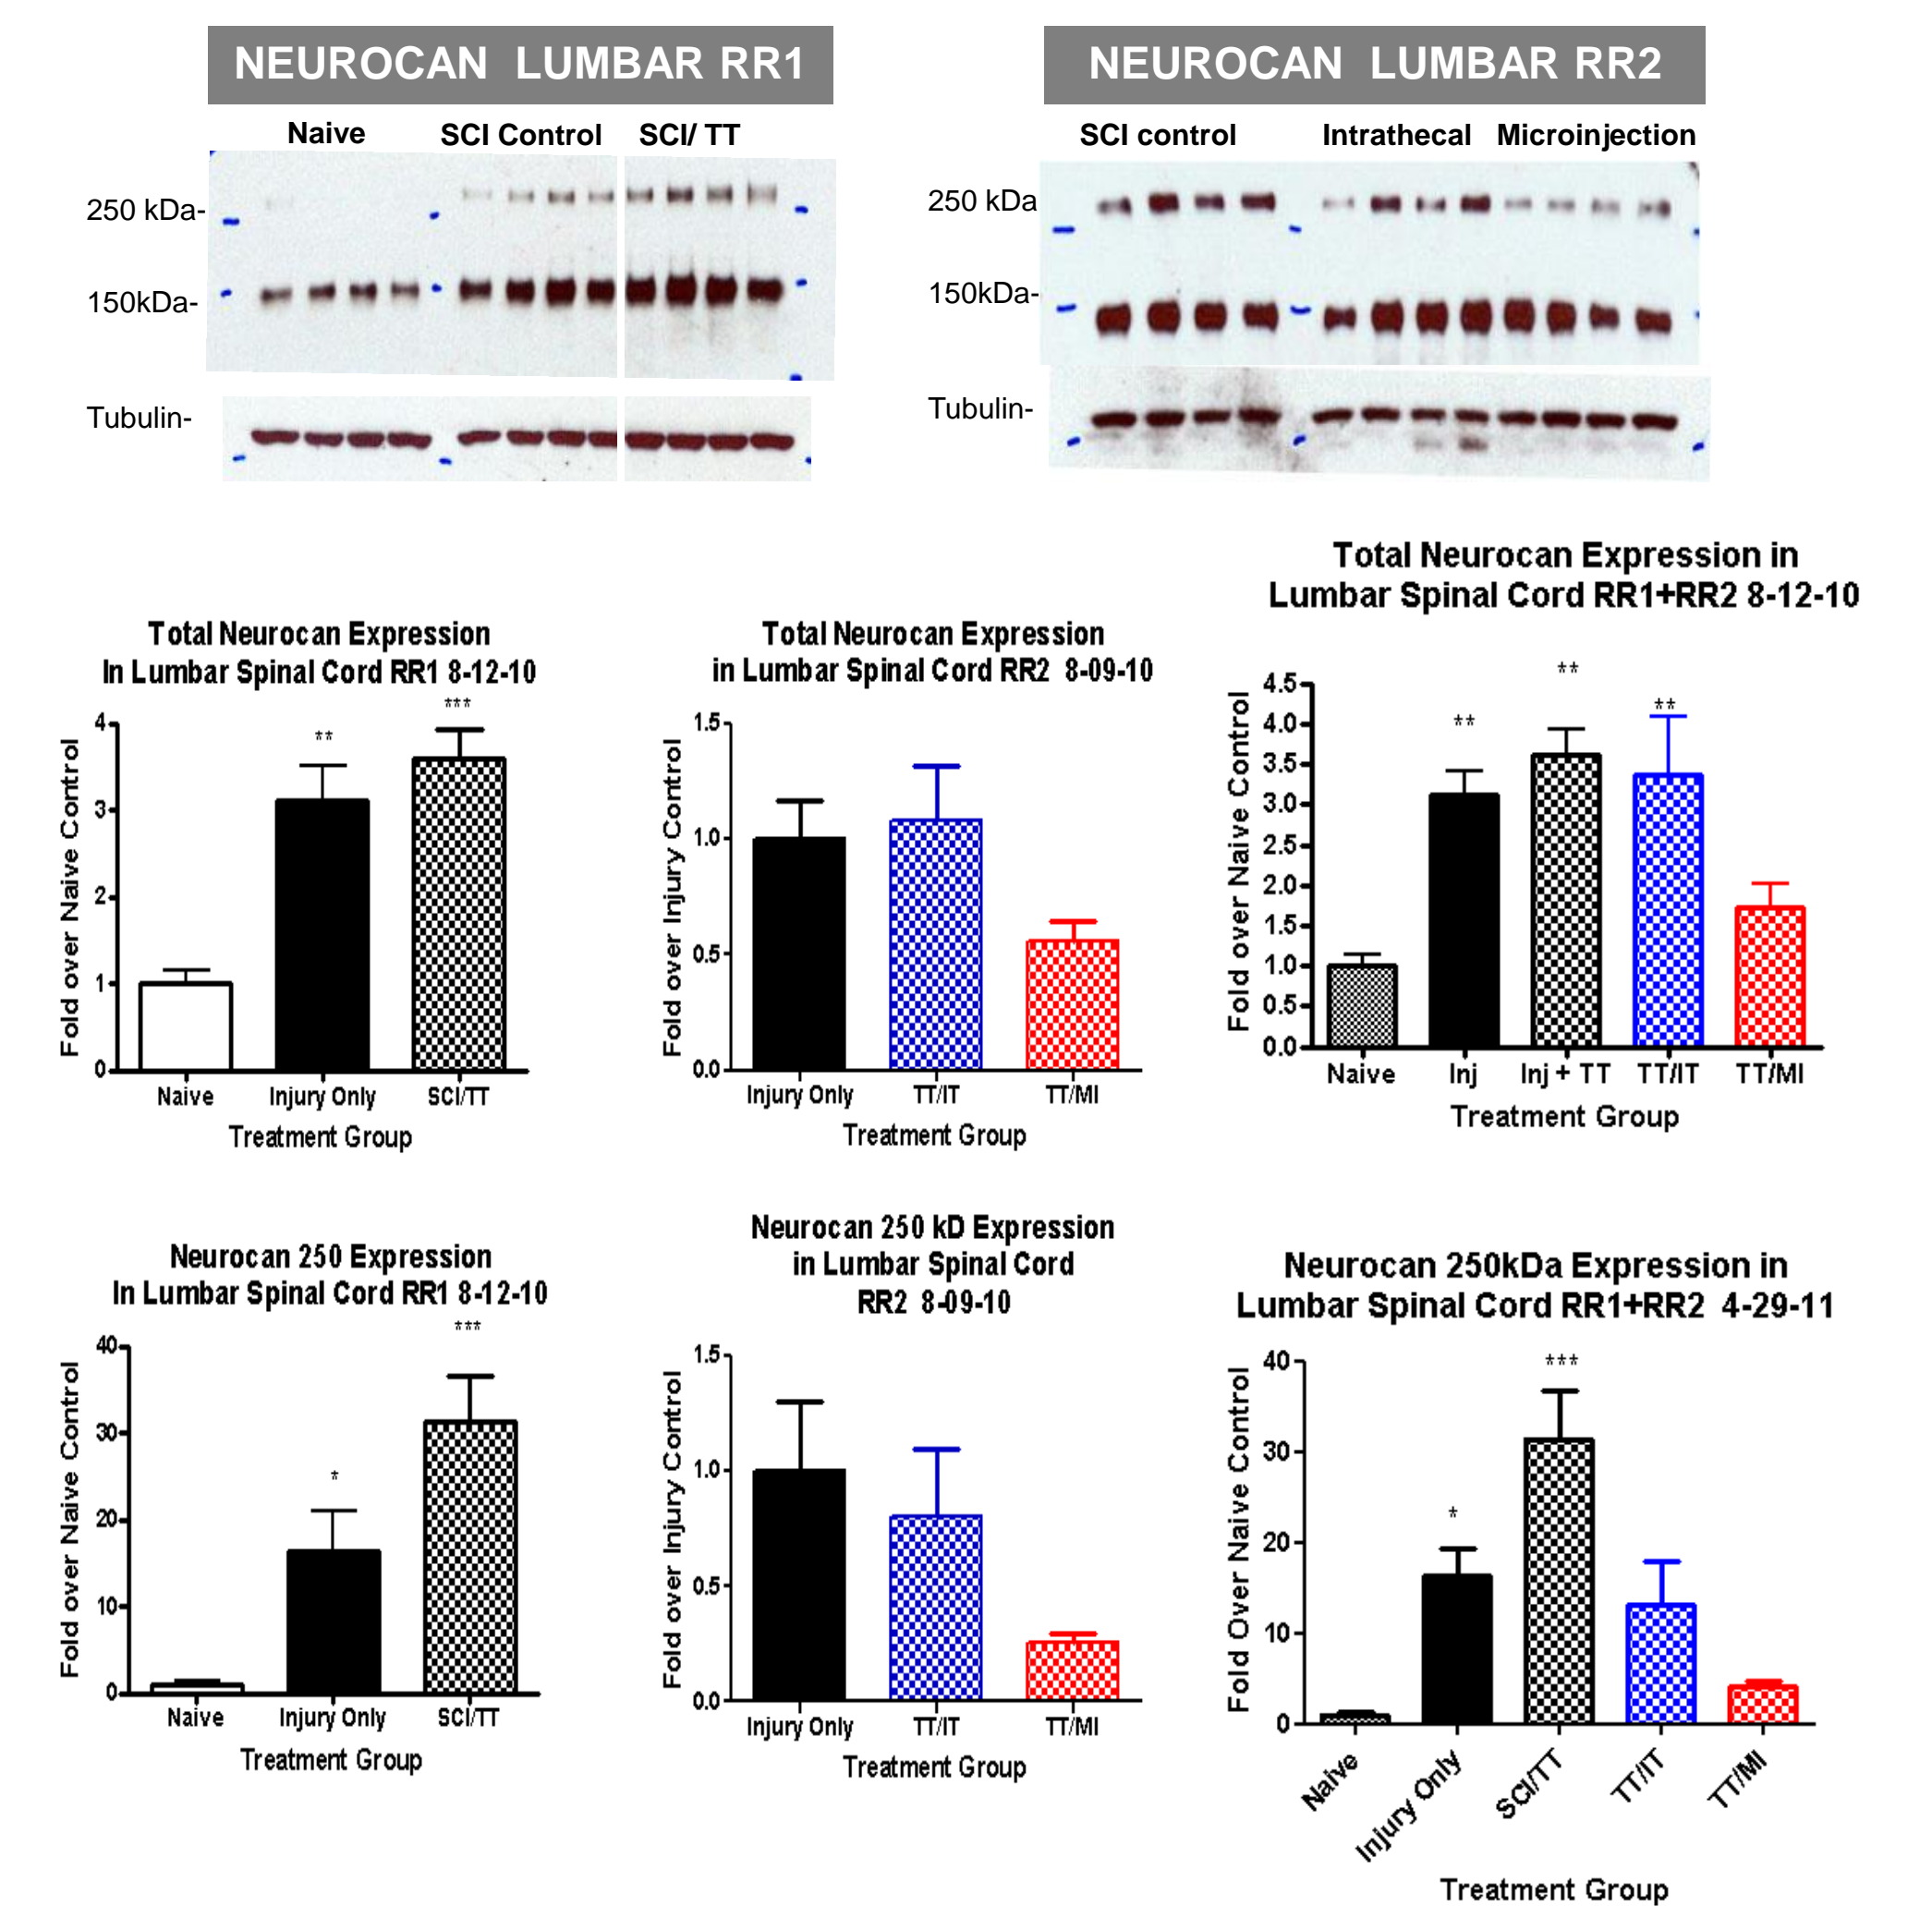 NEUROCAN LUMBAR RR1
Naive SCI Control SCI/ TT
250 kDa-
150kDa-
Tubulin-
NEUROCAN LUMBAR RR2
SCI control Intrathecal Microinjection
250 kDa
150kDa-
Tubulin-
Total Neurocan Expression
In Lumbar Spinal Cord RR1 8-12-10
Fold over Naive Control
4
3
2
1
0
**
***
Naive Injury Only SCI/TT
Treatment Group
Total Neurocan Expression
in Lumbar Spinal Cord RR2 8-09-10
Fold over Injury Control
1.5
1.0
0.5
0.0
Injury Only TT/IT TT/MI
Treatment Group
Total Neurocan Expression in
Lumbar Spinal Cord RR1+RR2 8-12-10
Fold over Naive Control
4.5
4.0
3.5
3.0
2.5
2.0
1.5
1.0
0.5
0.0
**
**
**
Naive Inj Inj + TT TT/IT TT/MI
Treatment Group
Neurocan 250 Expression
In Lumbar Spinal Cord RR1 8-12-10
Fold over Naive Control
40
30
20
10
0
*
***
Naive Injury Only SCI/TT
Treatment Group
Neurocan 250 kD Expression
in Lumbar Spinal Cord
RR2 8-09-10
Fold over Injury Control
1.5
1.0
0.5
0.0
Injury Only TT/IT TT/MI
Treatment Group
Neurocan 250kDa Expression in
Lumbar Spinal Cord RR1+RR2 4-29-11
Fold Over Naive Control
40
30
20
10
0
*
***
Naive Injury Only SCI/TT TT/IT TT/MI
Treatment Group